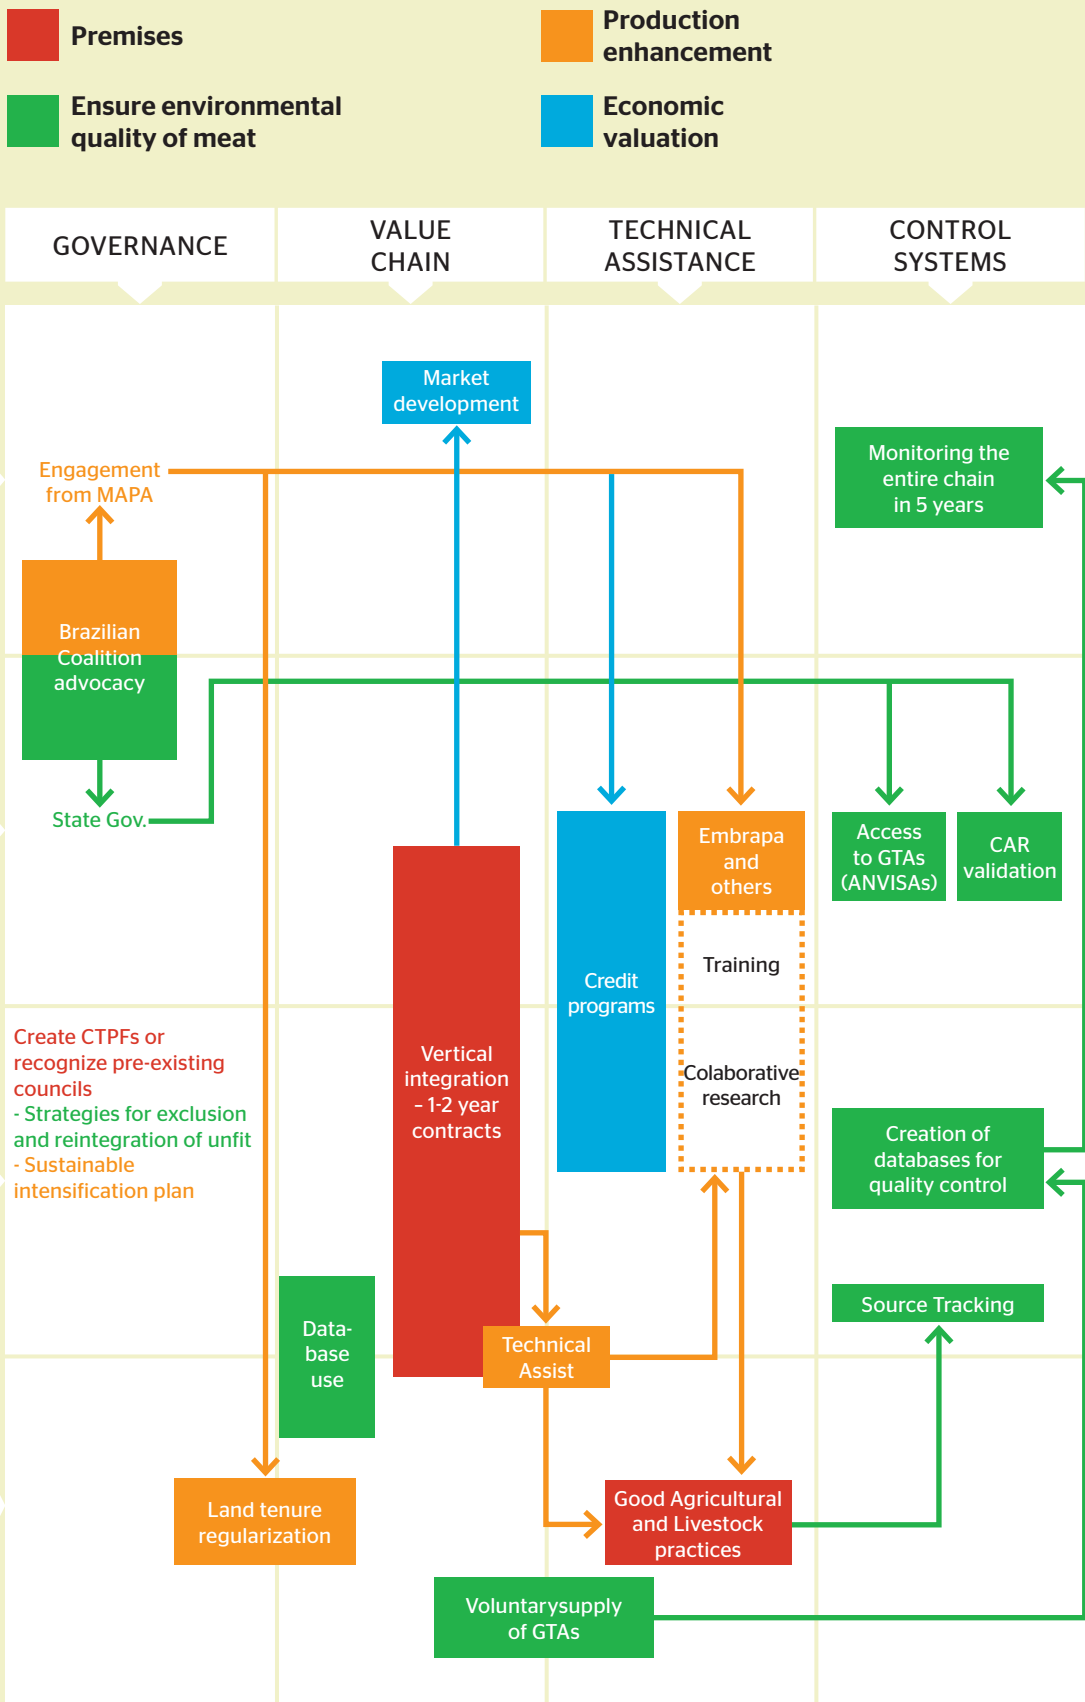 Premises
Production
enhancement
Ensure environmental
quality of meat
Economic
valuation
GOVERNANCE
VALUE
CHAIN
TECHNICAL
ASSISTANCE
CONTROL
SYSTEMS
Market
development
Engagement
from MAPA
Monitoring the
entire chain
in 5 years
Brazilian
Coalition
advocacy
State Gov.
Embrapa
and
others
Access
to GTAs
(ANVISAs)
CAR
validation
Training
Credit
programs
Create CTPFs or
recognize pre-existing
councils
- Strategies for exclusion
and reintegration of unfit
- Sustainable
intensification plan
Vertical
integration
– 1-2 year
contracts
Colaborative
research
Creation of
databases for
quality control
Source Tracking
Data-
base
use
Technical
Assist
Land tenure
regularization
Good Agricultural
and Livestock
practices
Voluntarysupply
of GTAs